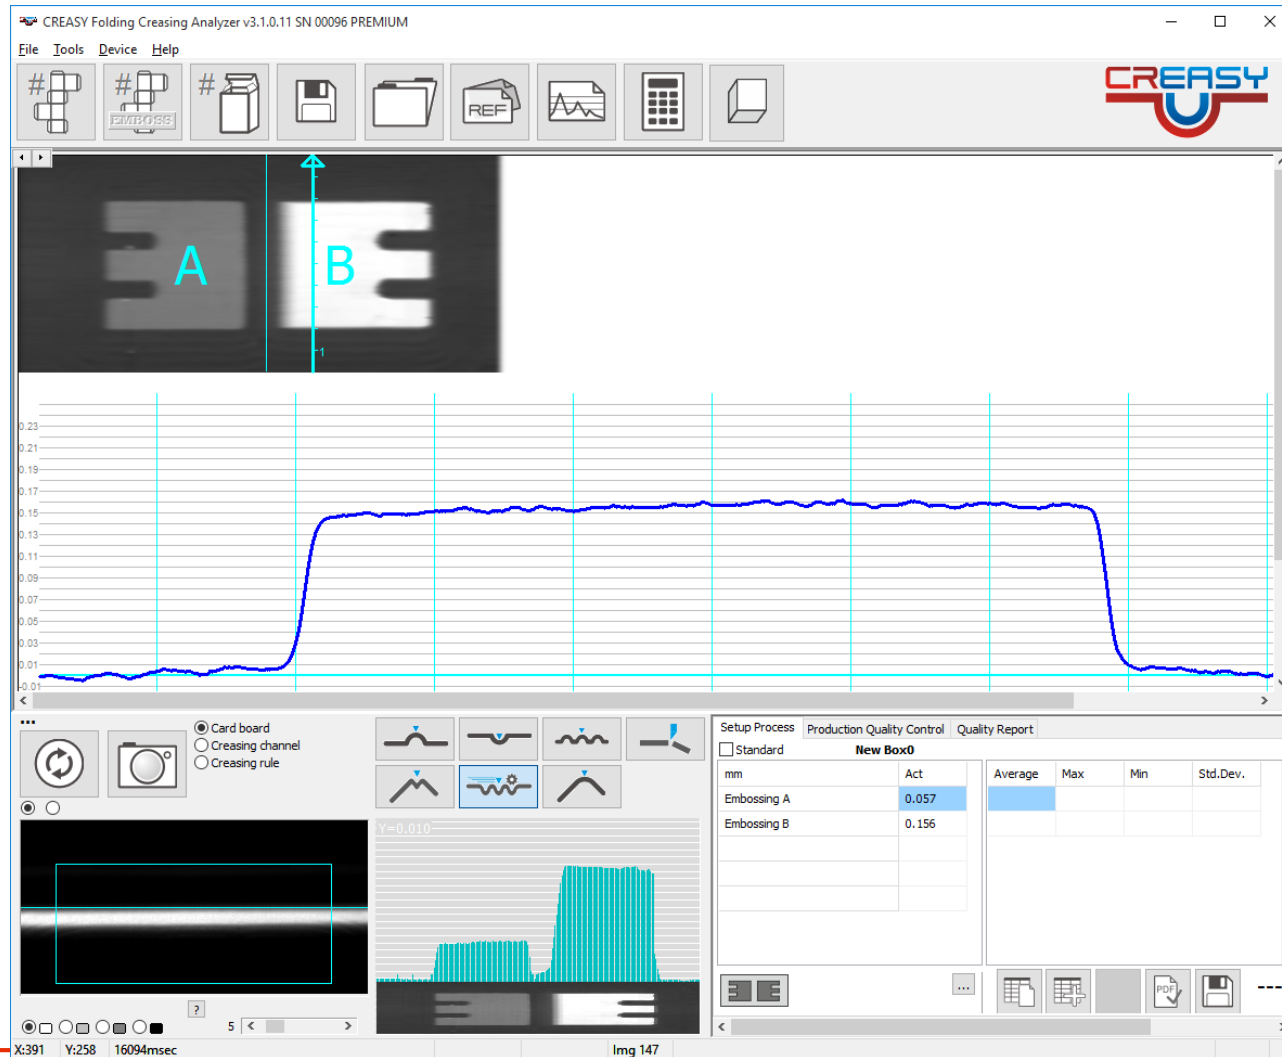 CREASY Folding Creasing Analyzer v3.1.0.11 SN 00096 PREMIUM
File Tools Device Help
# # EMBOSS # REF CREASY
A B
1
0.23
0.21
0.19
0.17
0.15
0.13
0.11
0.09
0.07
0.05
0.03
0.01
-0.01
Card board
Creasing channel
Creasing rule
?
5
Y=0.010
Setup Process Production Quality Control Quality Report
Standard New Box0
mm Act Average Max Min Std.Dev.
Embossing A 0.057
Embossing B 0.156
... PDF ---
X:391 Y:258 16094msec Img 147